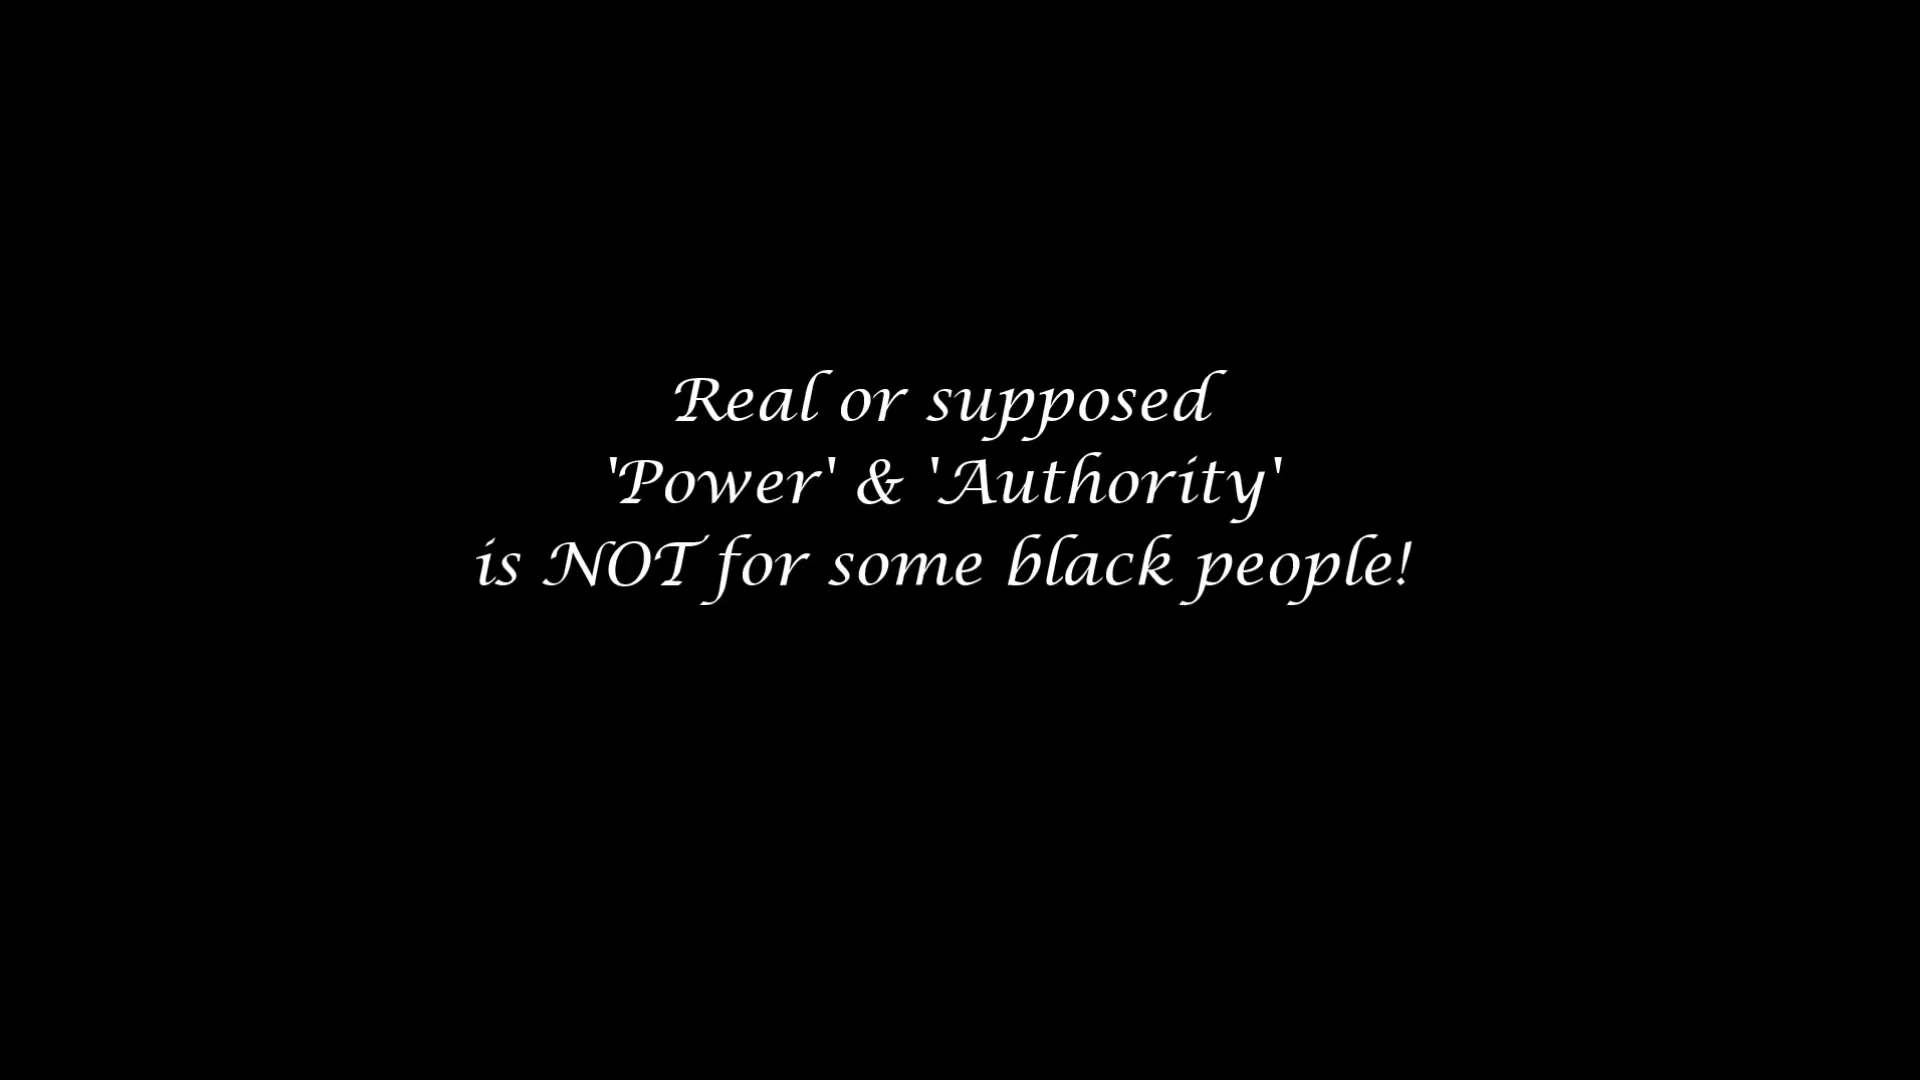 Real or supposed
'Power' & 'Authority'
is NOT for some black people!